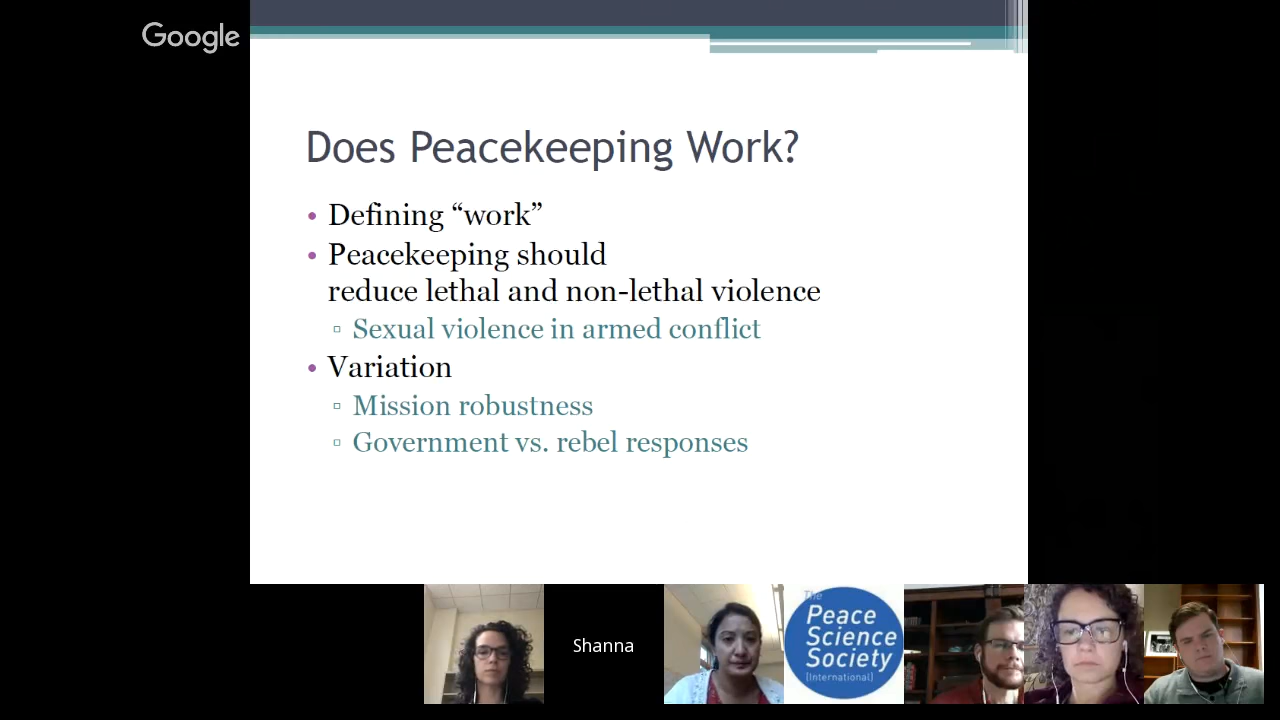 Google
Does Peacekeeping Work?
• Defining “work”
• Peacekeeping should
reduce lethal and non-lethal violence
▫ Sexual violence in armed conflict
• Variation
▫ Mission robustness
▫ Government vs. rebel responses
Shanna
The
Peace
Science
Society
[International]